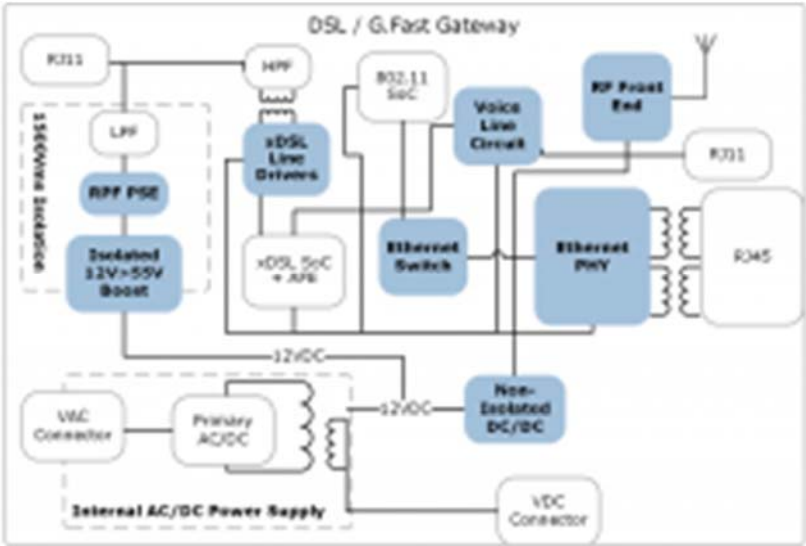 DSL / G.Fast Gateway
RJ11
HPF
802.11
SoC
Voice
Line
Circuit
RF Front
End
LPF
xDSL
Line
Drivers
RJ11
RPF PSE
Isolated
12V>55V
Boost
xDSL SoC
+ AFE
Ethernet
Switch
Ethernet
PHY
RJ45
12VDC
VAC
Connector
Primary
AC/DC
12VDC
Non-
Isolated
DC/DC
Internal AC/DC Power Supply
VDC
Connector